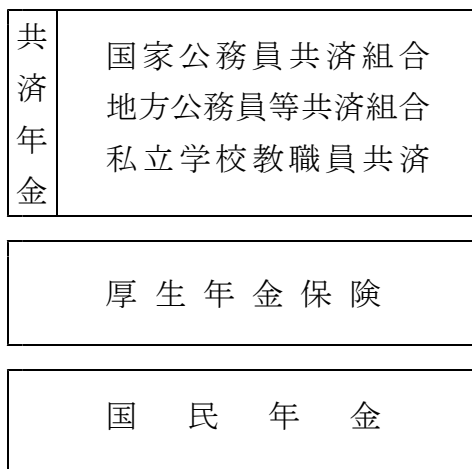 共済年金
国家公務員共済組合
地方公務員等共済組合
私立学校教職員共済
厚生年金保険
国民年金